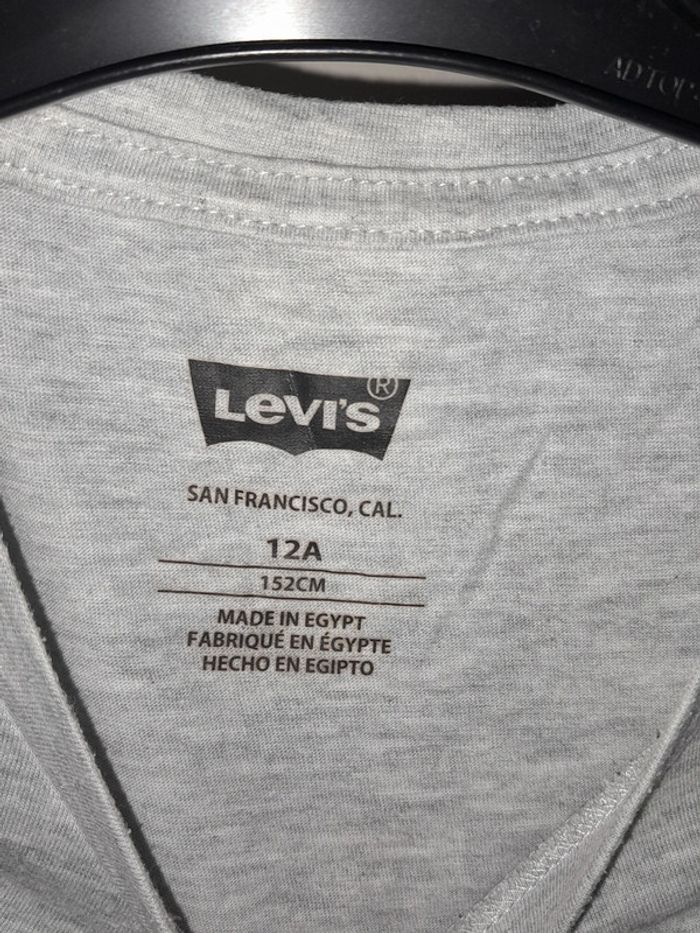 LEVI'S ®
SAN FRANCISCO, CAL.
12A
152CM
MADE IN EGYPT
FABRIQUÉ EN ÉGYPTE
HECHO EN EGIPTO